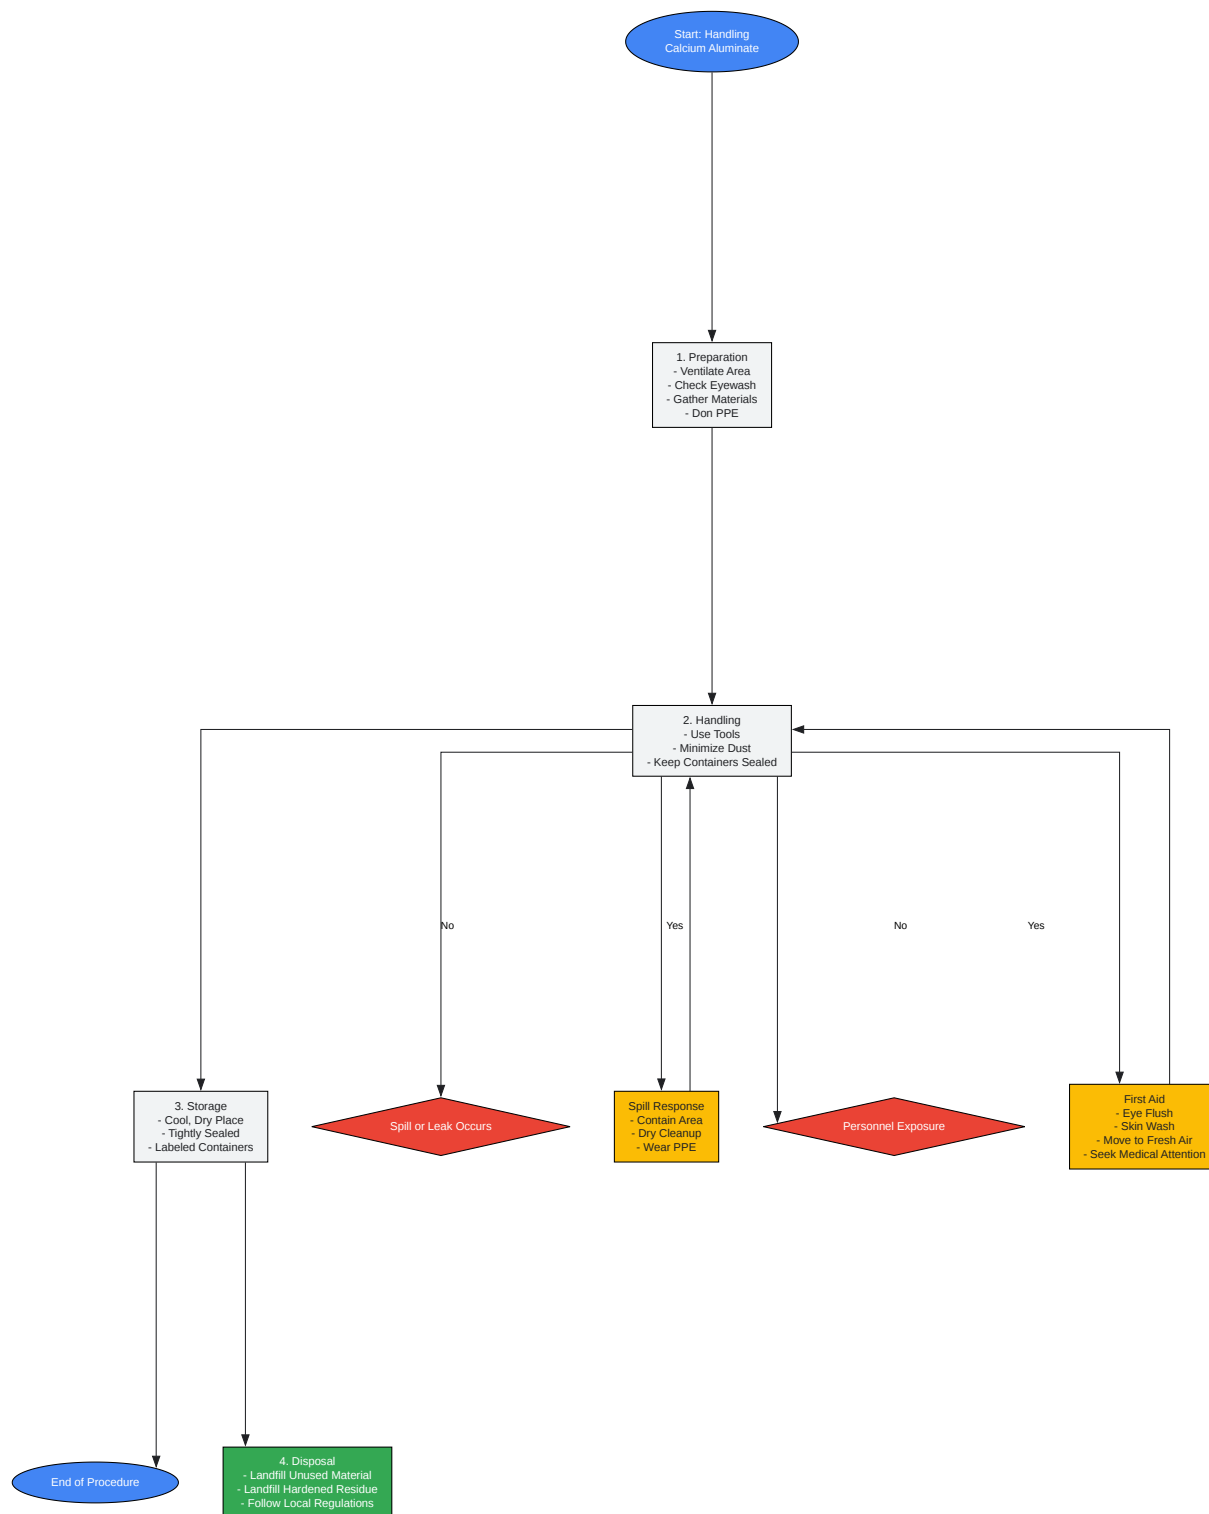 Start: Handling
Calcium Aluminate
1. Preparation
- Ventilate Area
- Check Eyewash
- Gather Materials
- Don PPE
2. Handling
- Use Tools
- Minimize Dust
- Keep Containers Sealed
No
Yes
No
Yes
3. Storage
- Cool, Dry Place
- Tightly Sealed
- Labeled Containers
Spill or Leak Occurs
Spill Response
- Contain Area
- Dry Cleanup
- Wear PPE
Personnel Exposure
First Aid
- Eye Flush
- Skin Wash
- Move to Fresh Air
- Seek Medical Attention
End of Procedure
4. Disposal
- Landfill Unused Material
- Landfill Hardened Residue
- Follow Local Regulations